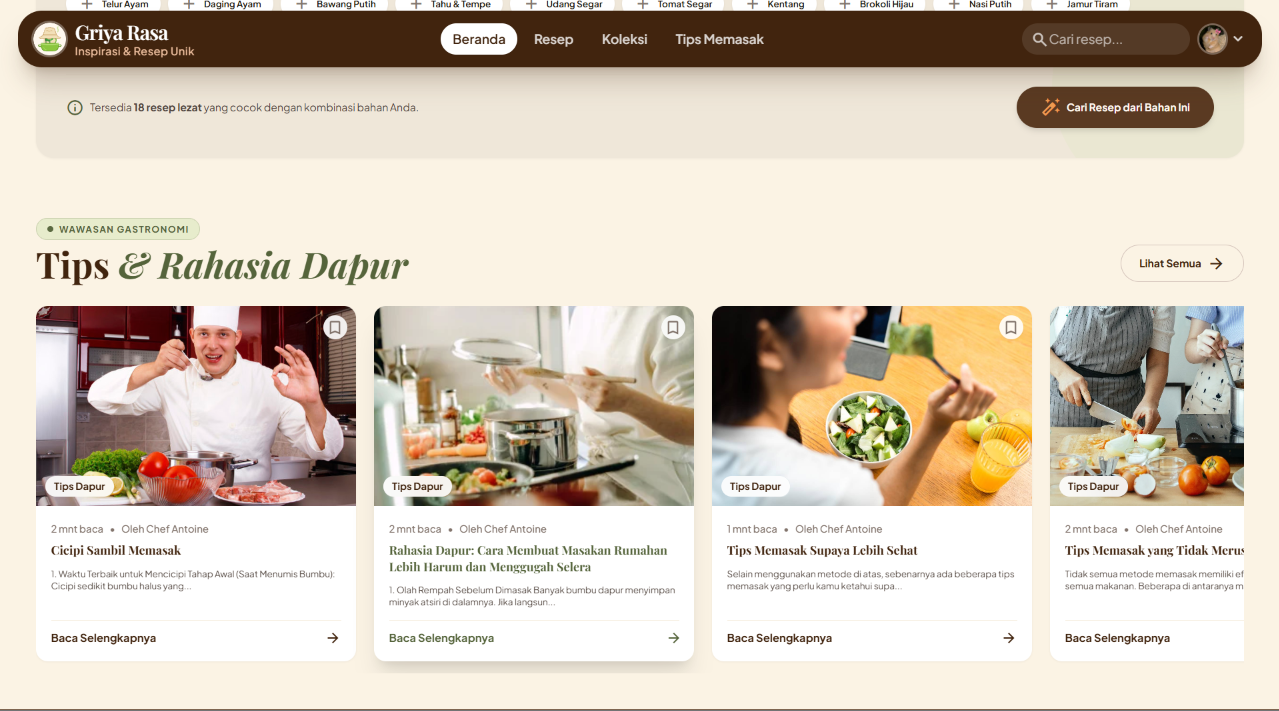 Telur Ayam
Daging Ayam
Bawang Putih
Tahu & Tempe
Udang Segar
Tomat Segar
Kentang
Brokoli Hijau
Nasi Putih
Jamur Tiram
Griya Rasa
Inspirasi & Resep Unik
Beranda
Resep
Koleksi
Tips Memasak
Cari resep...
Tersedia 18 resep lezat yang cocok dengan kombinasi bahan Anda.
Cari Resep dari Bahan Ini
WAWASAN GASTRONOMI
Tips & Rahasia Dapur
Lihat Semua
Tips Dapur
2 mnt baca • Oleh Chef Antoine
Cicipi Sambil Memasak
1. Waktu Terbaik untuk Mencicipi Tahap Awal (Saat Menumis Bumbu):
Cicipi sedikit bumbu halus yang...
Baca Selengkapnya
Tips Dapur
2 mnt baca • Oleh Chef Antoine
Rahasia Dapur: Cara Membuat Masakan Rumahan
Lebih Harum dan Menggugah Selera
1. Olah Rempah Sebelum Dimasak Banyak bumbu dapur menyimpan
minyak atsiri di dalamnya. Jika langsun...
Baca Selengkapnya
Tips Dapur
1 mnt baca • Oleh Chef Antoine
Tips Memasak Supaya Lebih Sehat
Selain menggunakan metode di atas, sebenarnya ada beberapa tips
memasak yang perlu kamu ketahui supa...
Baca Selengkapnya
Tips Dapur
2 mnt baca • Oleh Chef Antoine
Tips Memasak yang Tidak Merus
Tidak semua metode memasak memiliki ef
semua makanan. Beberapa di antaranya m
Baca Selengkapnya